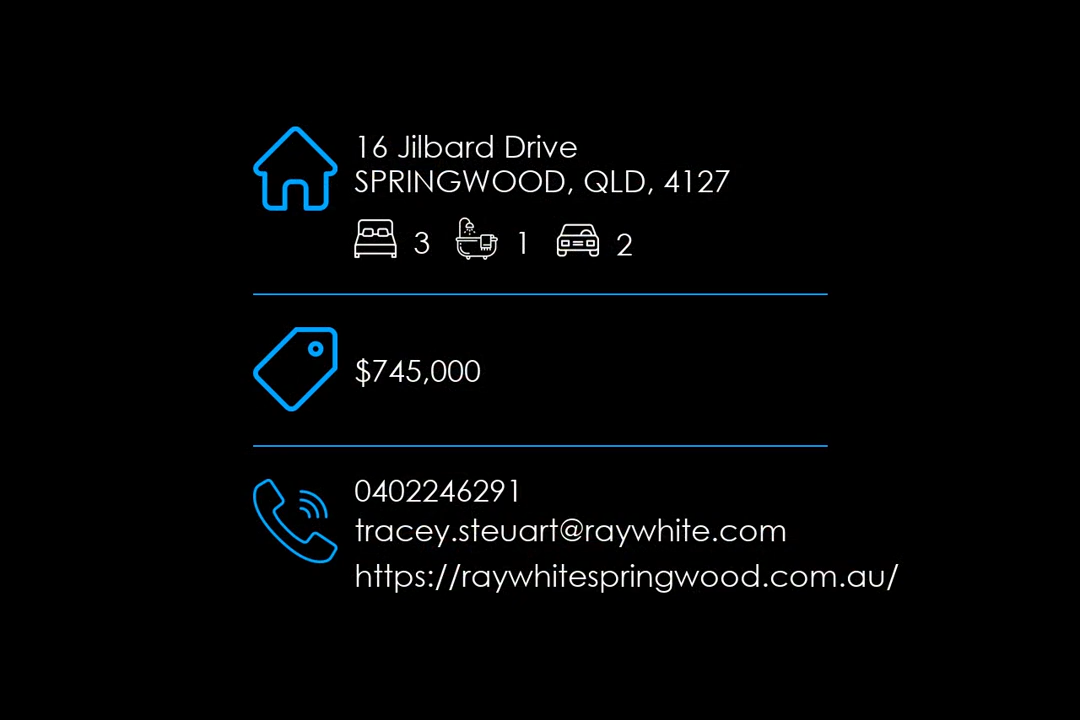 16 Jilbard Drive
SPRINGWOOD, QLD, 4127
3 1 2
$745,000
0402246291
tracey.steuart@raywhite.com
https://raywhitespringwood.com.au/